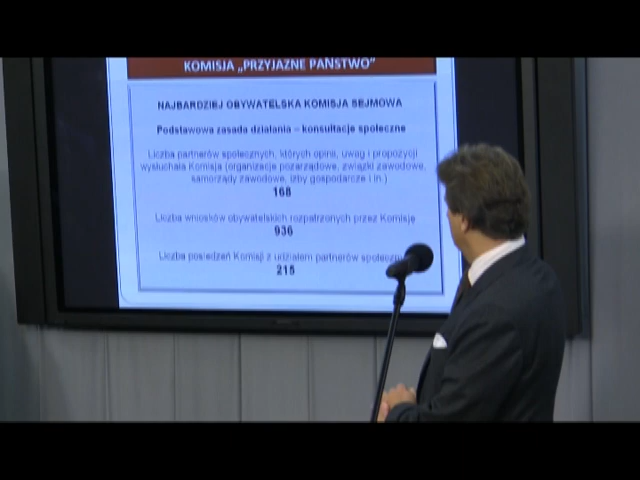 KOMISJA „PRZYJAZNE PAŃSTWO”
NAJBARDZIEJ OBYWATELSKA KOMISJA SEJMOWA
Podstawowa zasada działania – konsultacje społeczne
Liczba partnerów społecznych, których opinii, uwag i propozycji
wysłuchała Komisja (organizacje pozarządowe, związki zawodowe,
samorządy zawodowe, izby gospodarcze i in.)
168
Liczba wniosków obywatelskich rozpatrzonych przez Komisję
936
Liczba posiedzeń Komisji z udziałem partnerów
215